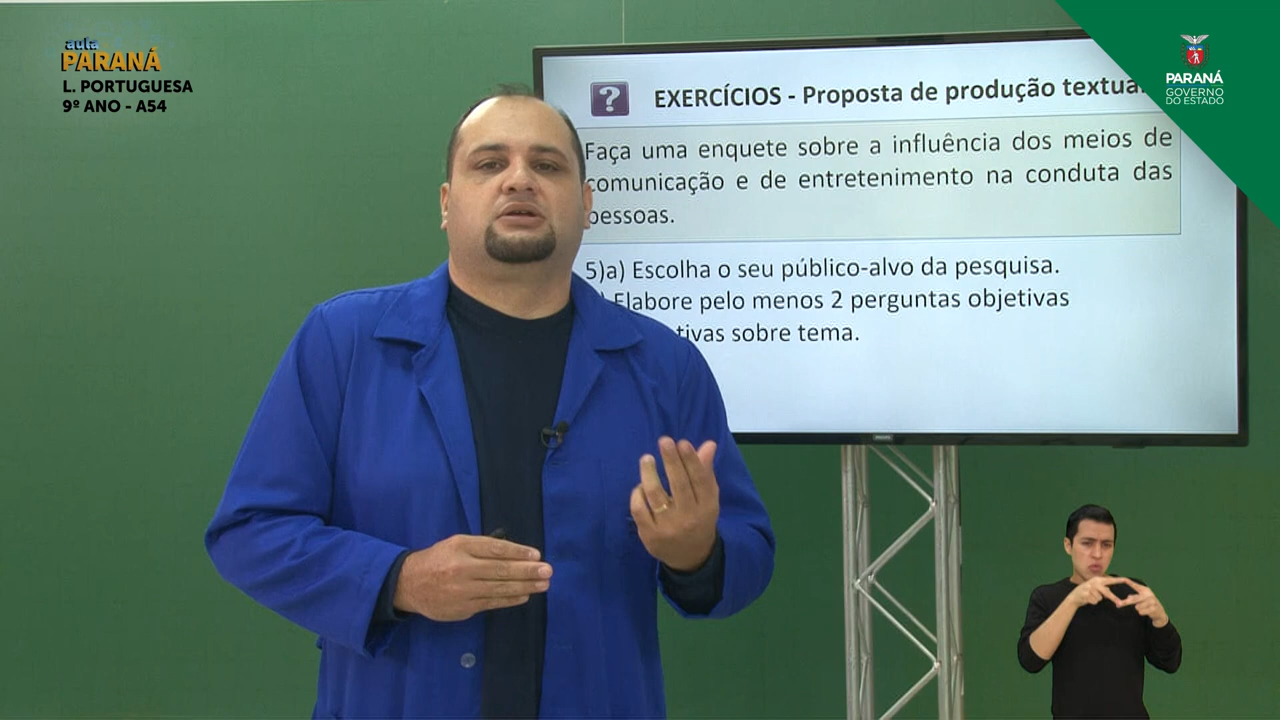 aula
PARANÁ
L. PORTUGUESA
9º ANO - A54
PARANÁ
GOVERNO
DO ESTADO
? EXERCÍCIOS - Proposta de produção
Faça uma enquete sobre a influência dos meios de
comunicação e de entretenimento na conduta das
pessoas.
5)a) Escolha o seu público-alvo da pesquisa.
) Elabore pelo menos 2 perguntas objetivas
sobre tema.